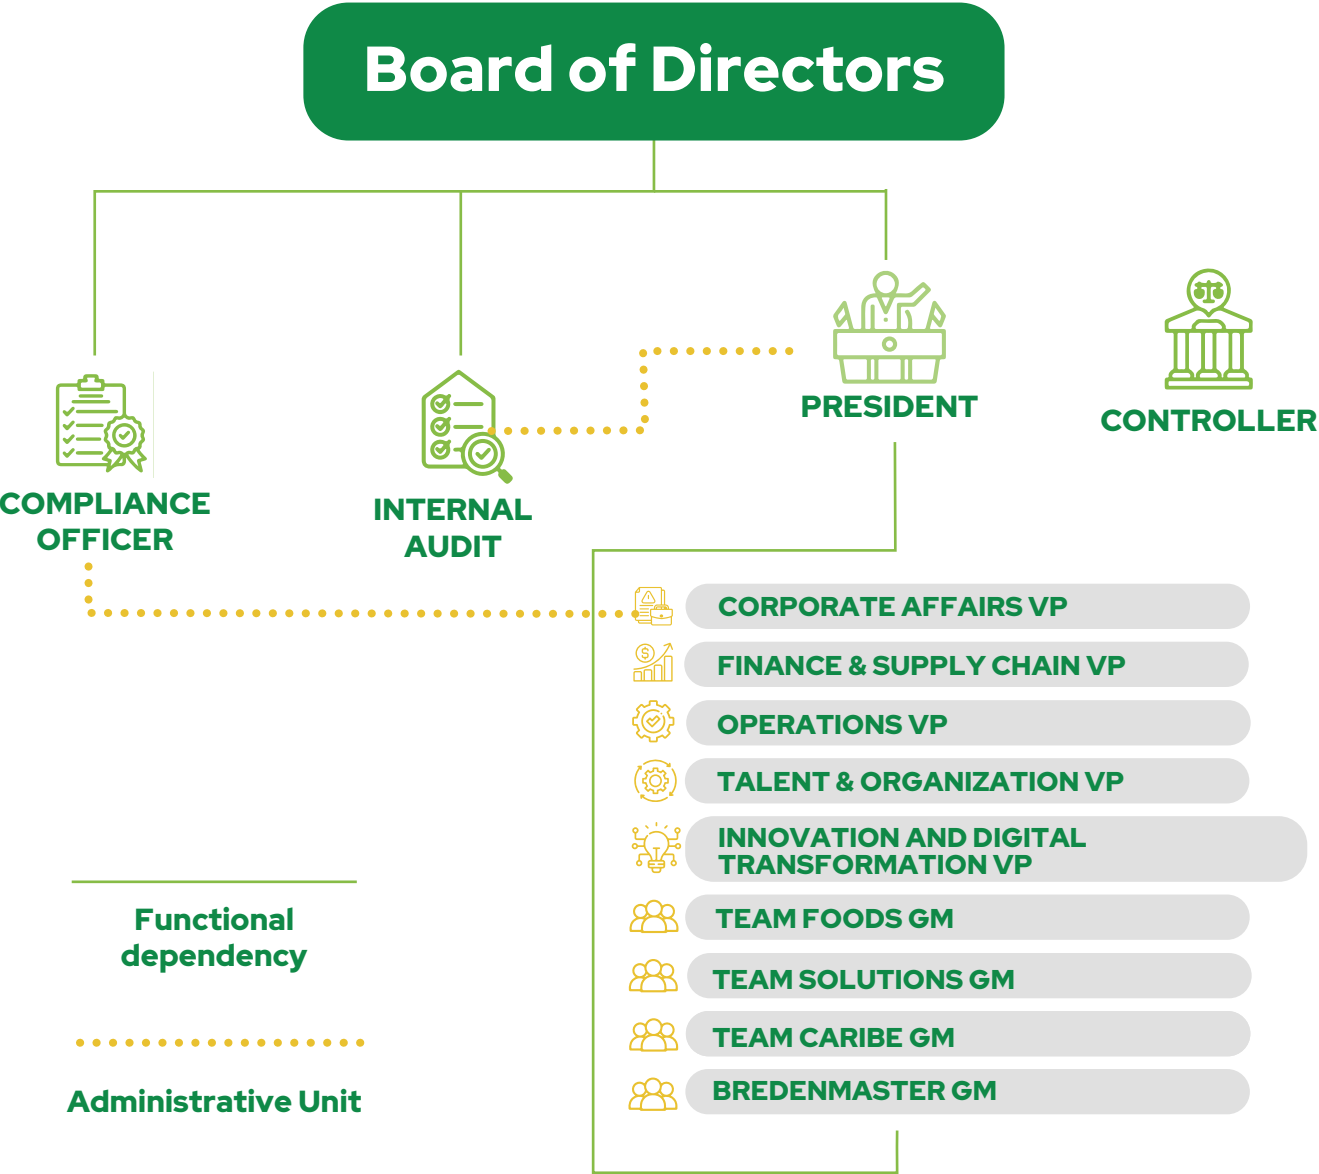 Board of Directors
PRESIDENT
CONTROLLER
COMPLIANCE
OFFICER
INTERNAL
AUDIT
CORPORATE AFFAIRS VP
FINANCE & SUPPLY CHAIN VP
OPERATIONS VP
TALENT & ORGANIZATION VP
INNOVATION AND DIGITAL
TRANSFORMATION VP
TEAM FOODS GM
TEAM SOLUTIONS GM
TEAM CARIBE GM
BREDENMASTER GM
Functional
dependency
Administrative Unit